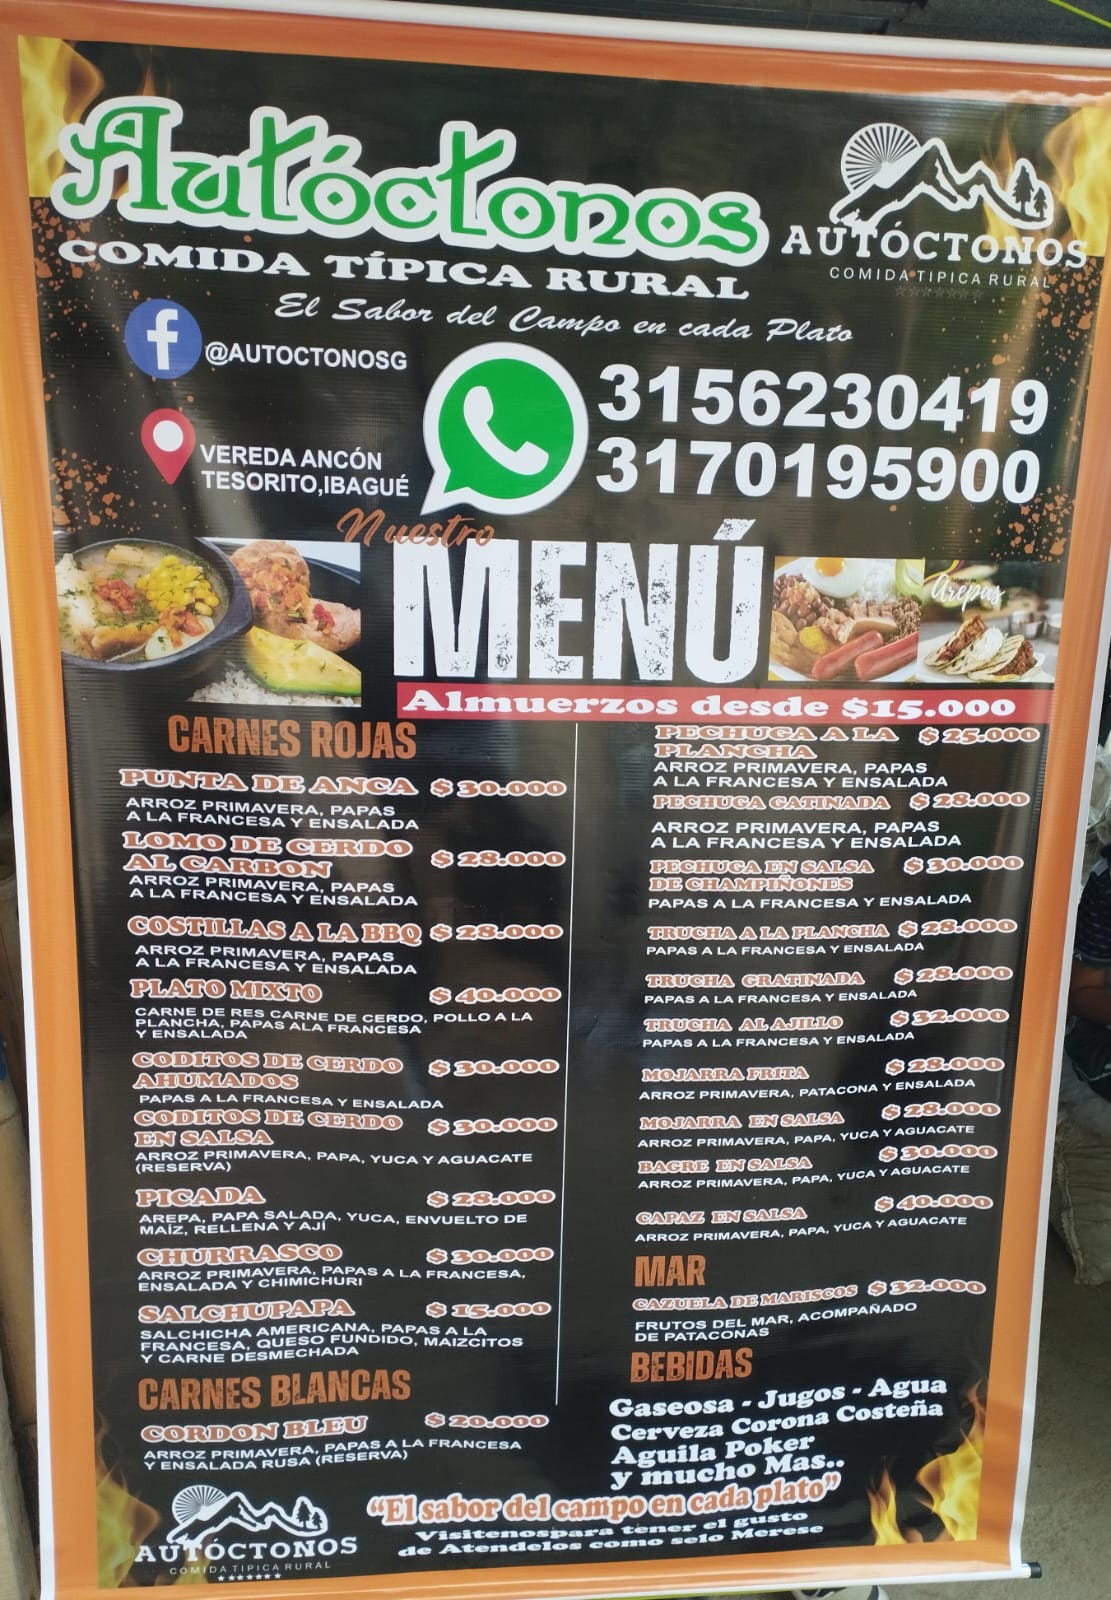 Autóctonos
COMIDA TÍPICA RURAL
El Sabor del Campo en cada Plato
AUTÓCTONOS
COMIDA TIPICA RURAL
@AUTOCTONOSG
VEREDA ANCÓN
TESORITO,IBAGUÉ
3156230419
3170195900
Nuestro
MENÚ
Arepas
Almuerzos desde $15.000
CARNES ROJAS
PUNTA DE ANCA $ 30.000
ARROZ PRIMAVERA, PAPAS
A LA FRANCESA Y ENSALADA
LOMO DE CERDO
AL CARBON $ 28.000
ARROZ PRIMAVERA, PAPAS
A LA FRANCESA Y ENSALADA
COSTILLAS A LA BBQ $ 28.000
ARROZ PRIMAVERA, PAPAS
A LA FRANCESA Y ENSALADA
PLATO MIXTO $ 40.000
CARNE DE RES CARNE DE CERDO, POLLO A LA
PLANCHA, PAPAS ALA FRANCESA
Y ENSALADA
CODITOS DE CERDO
AHUMADOS $ 30.000
PAPAS A LA FRANCESA Y ENSALADA
CODITOS DE CERDO
EN SALSA $ 30.000
ARROZ PRIMAVERA, PAPA, YUCA Y AGUACATE
(RESERVA)
PICADA $ 28.000
AREPA, PAPA SALADA, YUCA, ENVUELTO DE
MAÍZ, RELLENA Y AJÍ
CHURRASCO $ 30.000
ARROZ PRIMAVERA, PAPAS A LA FRANCESA,
ENSALADA Y CHIMICHURI
SALCHUPAPA $ 15.000
SALCHICHA AMERICANA, PAPAS A LA
FRANCESA, QUESO FUNDIDO, MAIZCITOS
Y CARNE DESMECHADA
CARNES BLANCAS
CORDON BLEU $ 20.000
ARROZ PRIMAVERA, PAPAS A LA FRANCESA
Y ENSALADA RUSA (RESERVA)
PECHUGA A LA
PLANCHA $ 25.000
ARROZ PRIMAVERA, PAPAS
A LA FRANCESA Y ENSALADA
PECHUGA GATINADA $ 28.000
ARROZ PRIMAVERA, PAPAS
A LA FRANCESA Y ENSALADA
PECHUGA EN SALSA
DE CHAMPIÑONES $ 30.000
PAPAS A LA FRANCESA Y ENSALADA
TRUCHA A LA PLANCHA $ 28.000
PAPAS A LA FRANCESA Y ENSALADA
TRUCHA GRATINADA $ 28.000
PAPAS A LA FRANCESA Y ENSALADA
TRUCHA AL AJILLO $ 32.000
PAPAS A LA FRANCESA Y ENSALADA
MOJARRA FRITA $ 28.000
ARROZ PRIMAVERA, PATACONA Y ENSALADA
MOJARRA EN SALSA $ 28.000
ARROZ PRIMAVERA, PAPA, YUCA Y AGUACATE
BAGRE EN SALSA $ 30.000
ARROZ PRIMAVERA, PAPA, YUCA Y AGUACATE
CAPAZ EN SALSA $ 40.000
ARROZ PRIMAVERA, PAPA, YUCA Y AGUACATE
MAR
CAZUELA DE MARISCOS $ 32.000
FRUTOS DEL MAR, ACOMPAÑADO
DE PATACONAS
BEBIDAS
Gaseosa - Jugos - Agua
Cerveza Corona Costeña
Aguila Poker
y mucho Mas..
"El sabor del campo en cada plato"
Visitenospara tener el gusto
de Atendelos como selo Merese
AUTÓCTONOS
COMIDA TIPICA RURAL